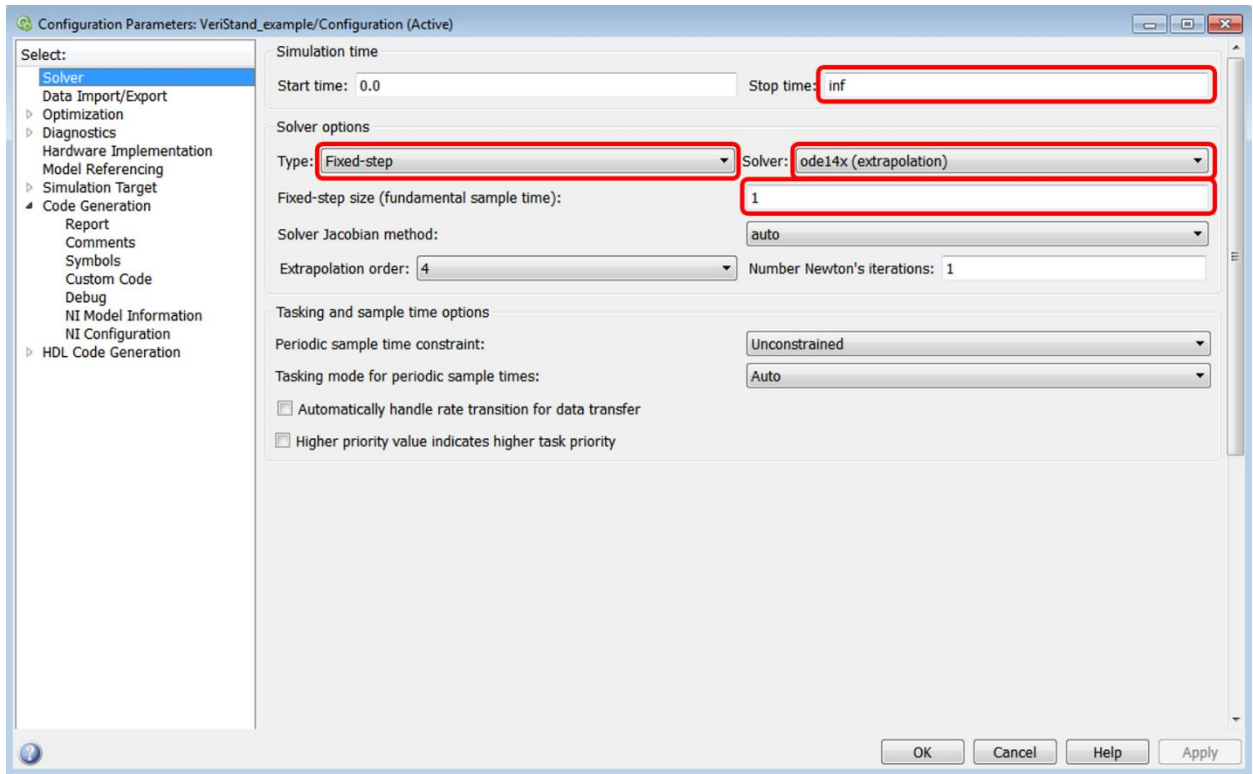 Configuration Parameters: VeriStand_example/Configuration (Active)
Select:
Solver
Data Import/Export
Optimization
Diagnostics
Hardware Implementation
Model Referencing
Simulation Target
Code Generation
Report
Comments
Symbols
Custom Code
Debug
NI Model Information
NI Configuration
HDL Code Generation
Simulation time
Start time: 0.0 Stop time: inf
Solver options
Type: Fixed-step Solver: ode14x (extrapolation)
Fixed-step size (fundamental sample time): 1
Solver Jacobian method: auto
Extrapolation order: 4 Number Newton's iterations: 1
Tasking and sample time options
Periodic sample time constraint: Unconstrained
Tasking mode for periodic sample times: Auto
Automatically handle rate transition for data transfer
Higher priority value indicates higher task priority
OK Cancel Help Apply